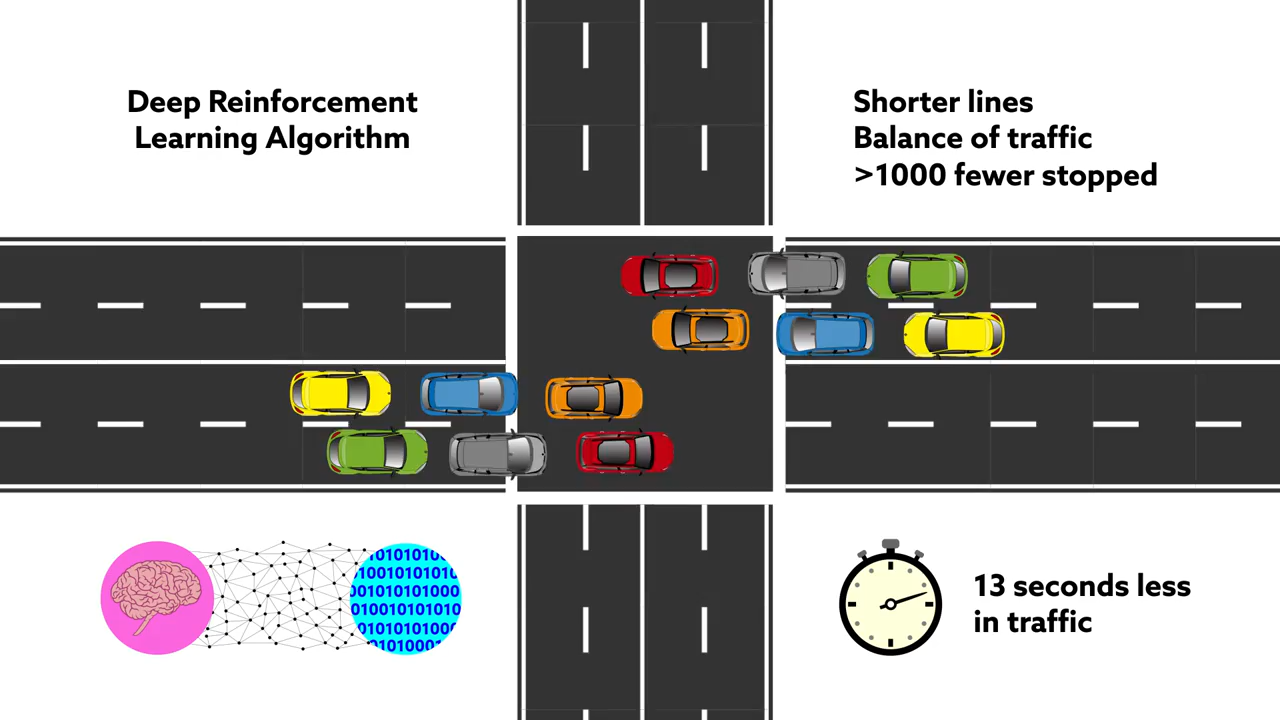 Deep Reinforcement
Learning Algorithm
Shorter lines
Balance of traffic
>1000 fewer stopped
13 seconds less
in traffic